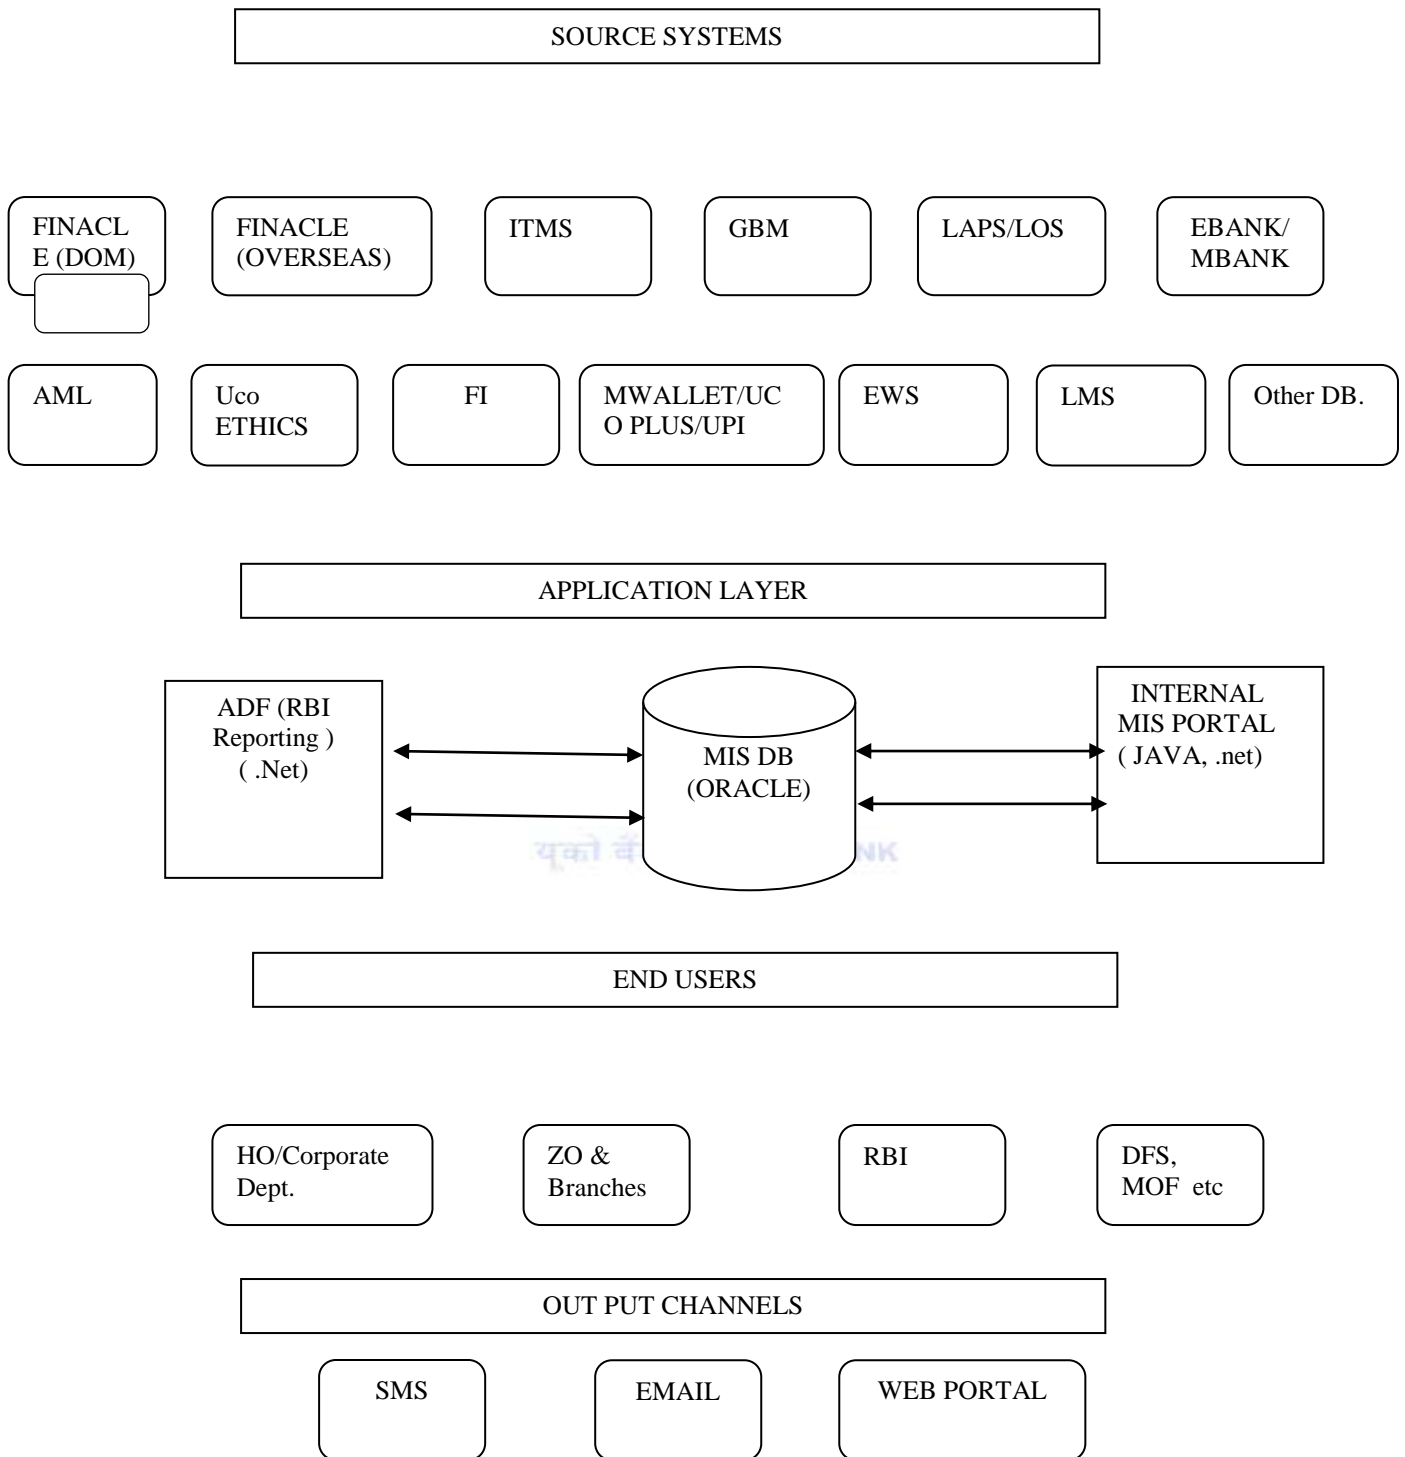 SOURCE SYSTEMS
FINACL
E (DOM)
FINACLE
(OVERSEAS)
ITMS
GBM
LAPS/LOS
EBANK/
MBANK
AML
Uco
ETHICS
FI
MWALLET/UC
O PLUS/UPI
EWS
LMS
Other DB.
APPLICATION LAYER
ADF (RBI
Reporting )
( .Net)
MIS DB
(ORACLE)
INTERNAL
MIS PORTAL
( JAVA, .net)
यूको बैं NK
END USERS
HO/Corporate
Dept.
ZO &
Branches
RBI
DFS,
MOF  etc
OUT PUT CHANNELS
SMS
EMAIL
WEB PORTAL